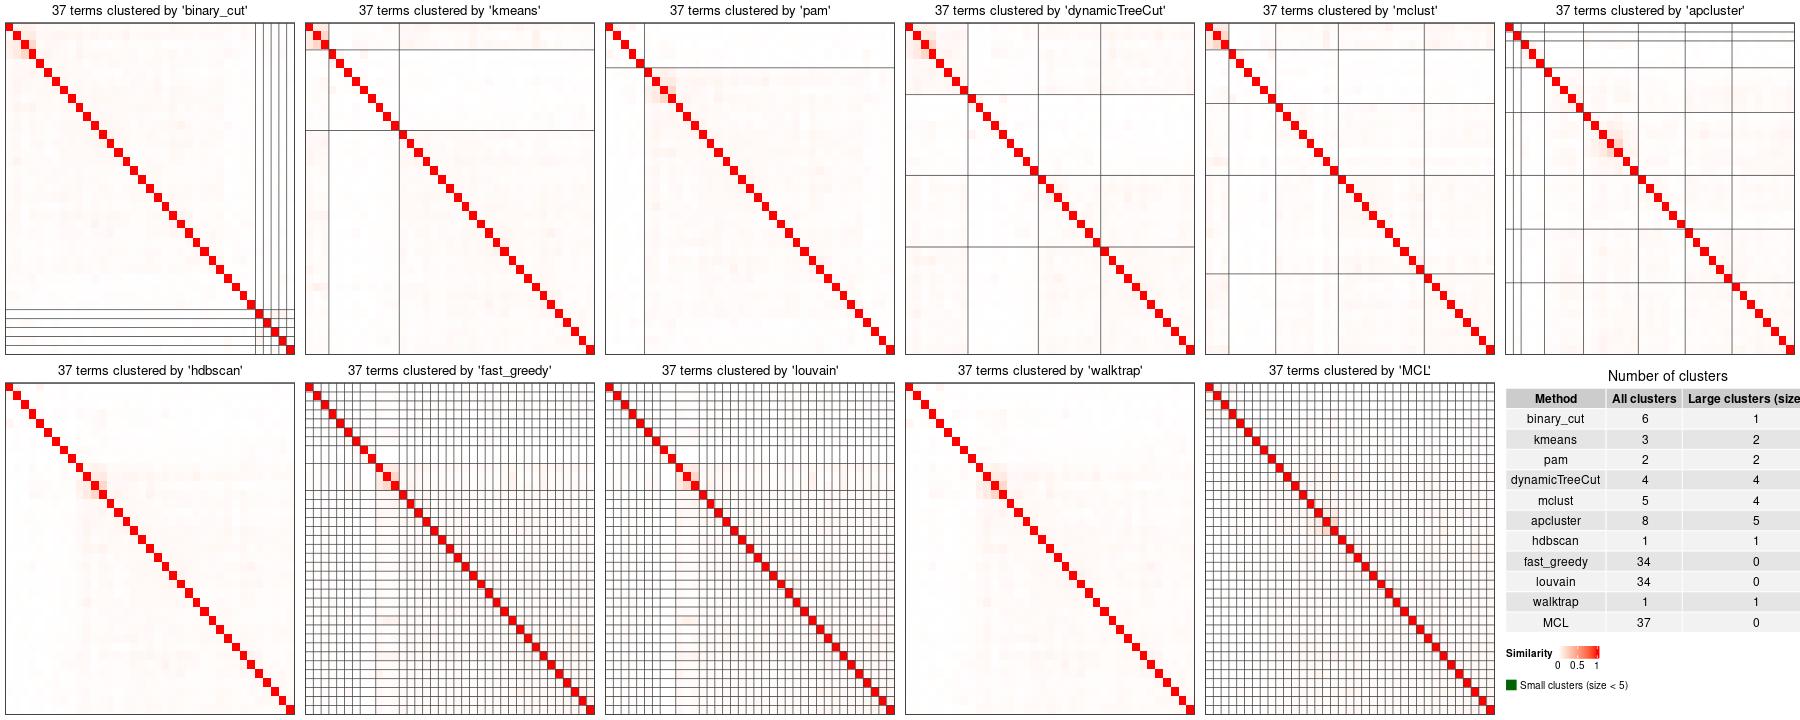 37 terms clustered by 'binary_cut'
37 terms clustered by 'kmeans'
37 terms clustered by 'pam'
37 terms clustered by 'dynamicTreeCut'
37 terms clustered by 'mclust'
37 terms clustered by 'apcluster'
37 terms clustered by 'hdbscan'
37 terms clustered by 'fast_greedy'
37 terms clustered by 'louvain'
37 terms clustered by 'walktrap'
37 terms clustered by 'MCL'
Number of clusters
Method All clusters Large clusters (size
binary_cut 6 1
kmeans 3 2
pam 2 2
dynamicTreeCut 4 4
mclust 5 4
apcluster 8 5
hdbscan 1 1
fast_greedy 34 0
louvain 34 0
walktrap 1 1
MCL 37 0
Similarity
0 0.5 1
Small clusters (size < 5)